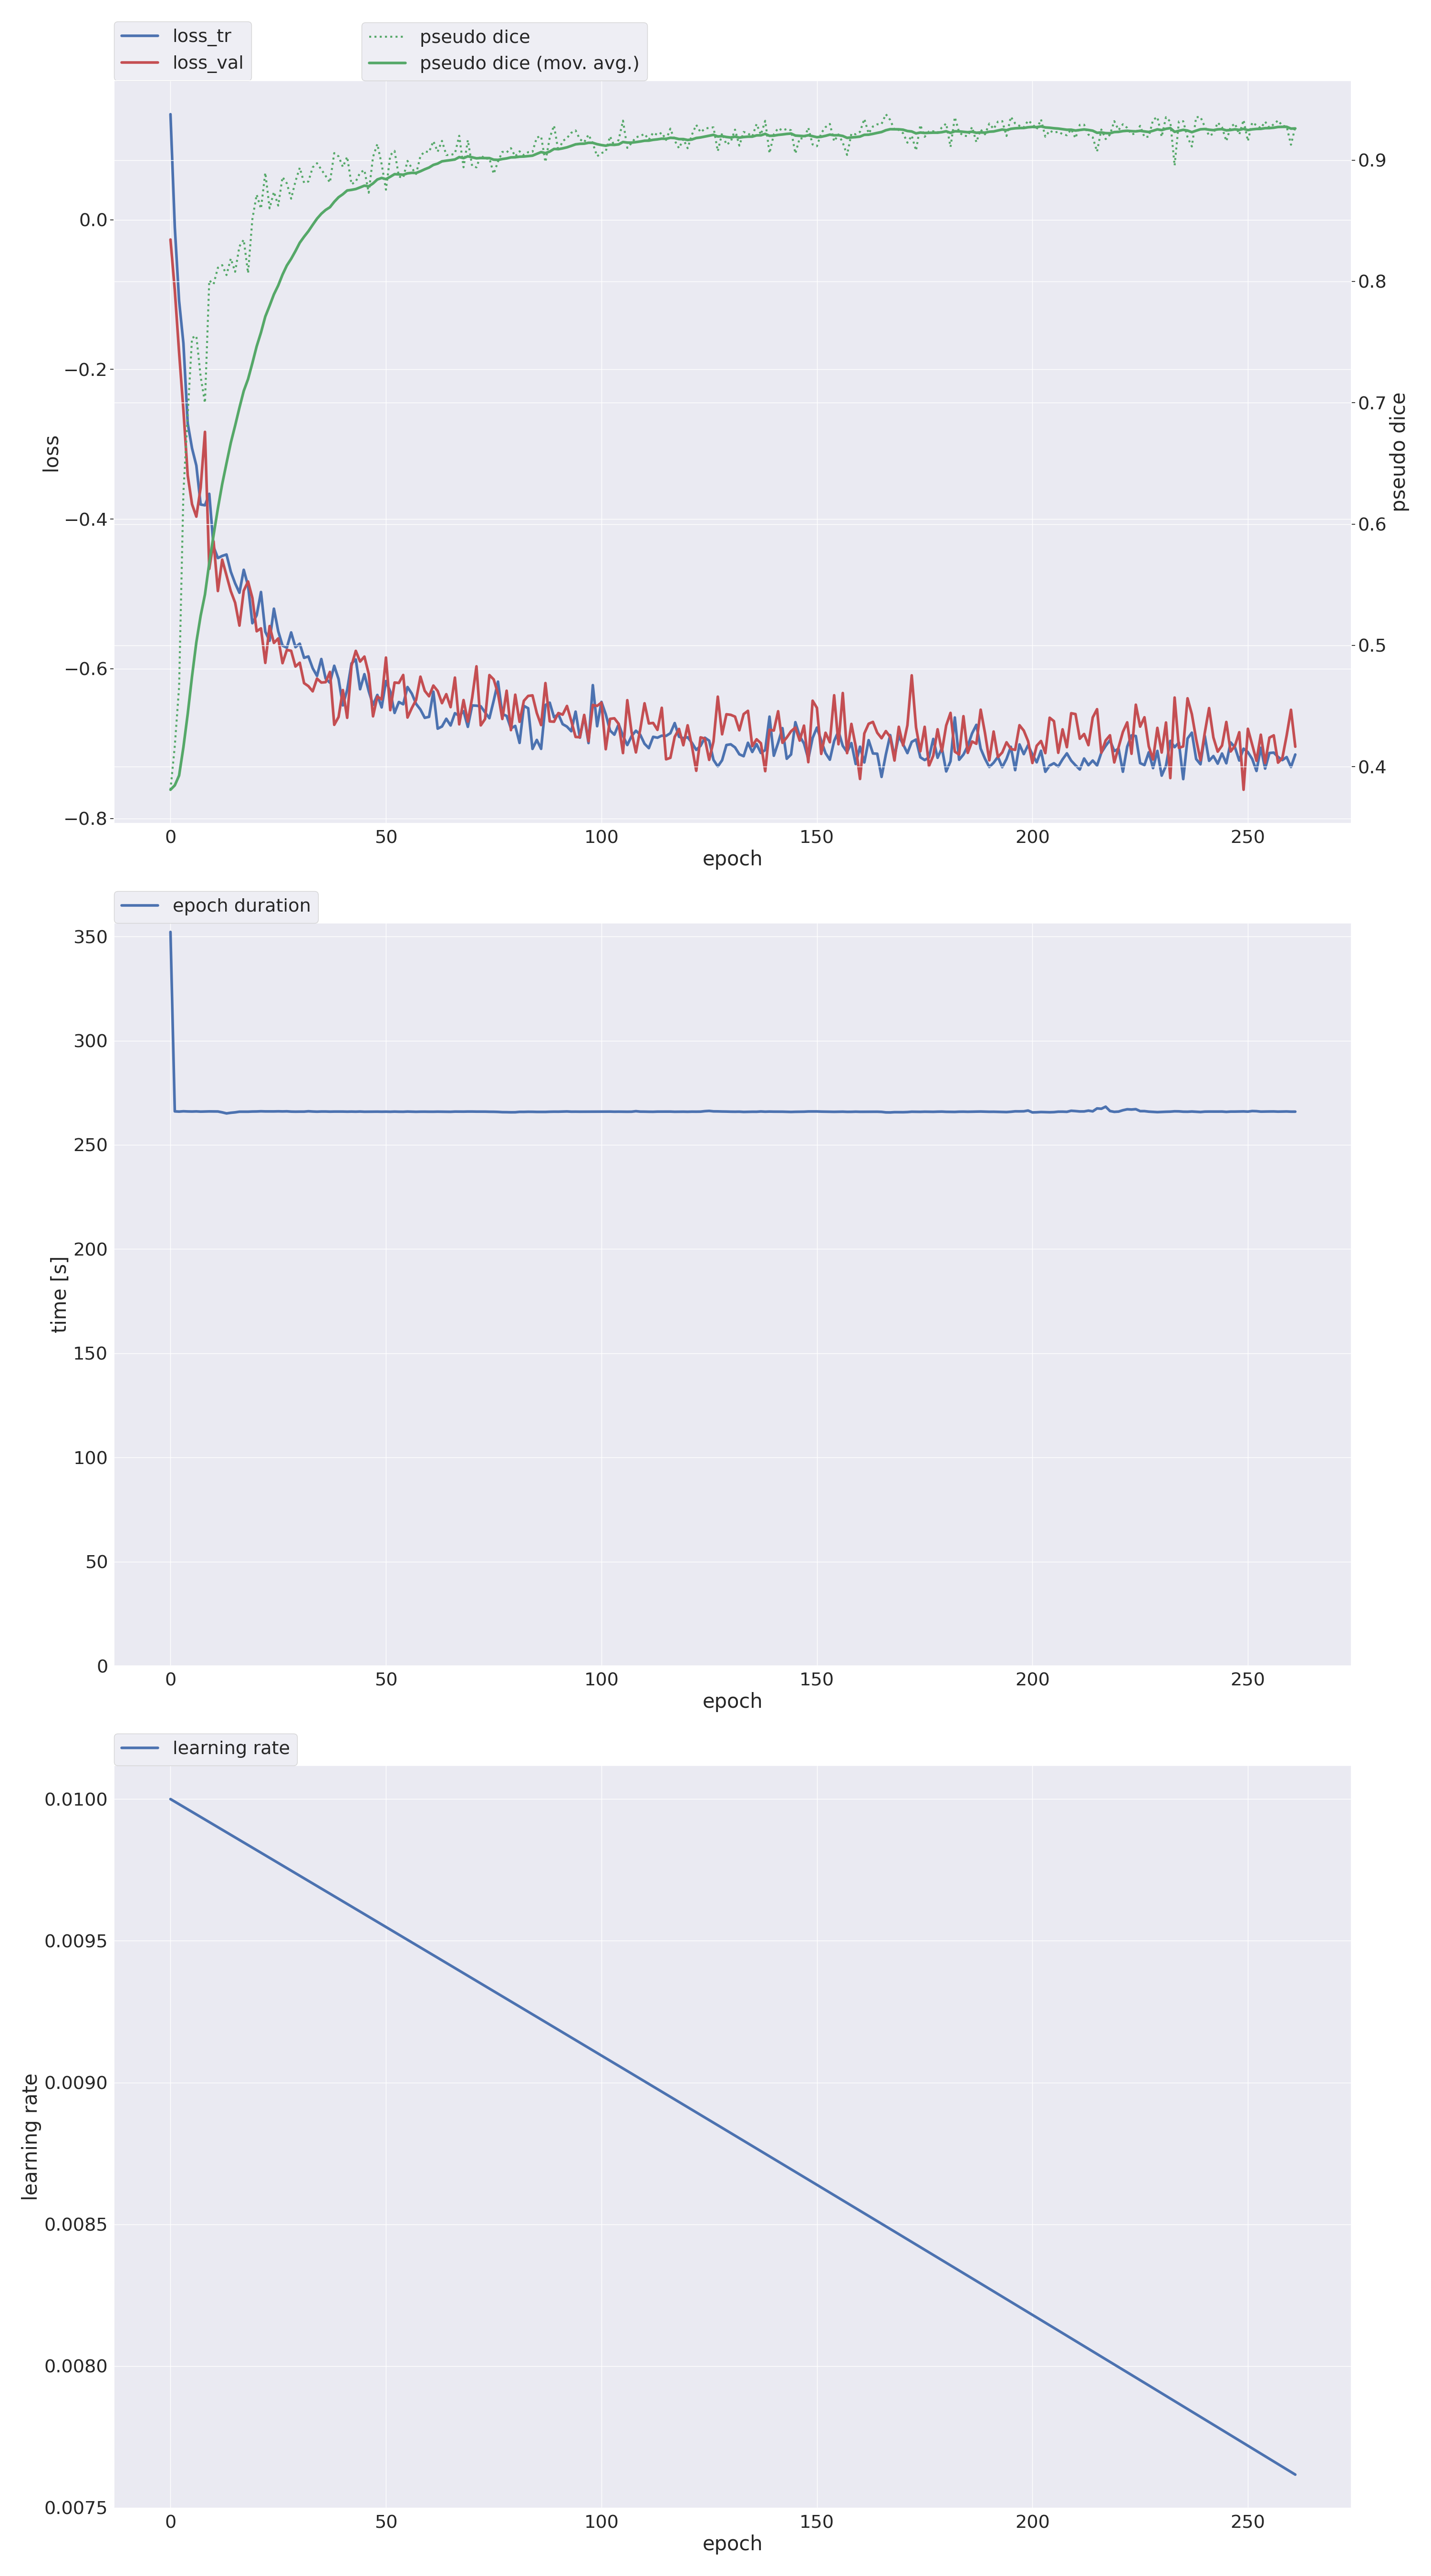 loss_tr
loss_val
pseudo dice
pseudo dice (mov. avg.)
0.0
−0.2
−0.4
−0.6
−0.8
loss
0.9
0.8
0.7
0.6
0.5
0.4
pseudo dice
0 50 100 150 200 250
epoch
epoch duration
350
300
250
200
150
100
50
0
time [s]
0 50 100 150 200 250
epoch
learning rate
0.0100
0.0095
0.0090
0.0085
0.0080
0.0075
learning rate
0 50 100 150 200 250
epoch